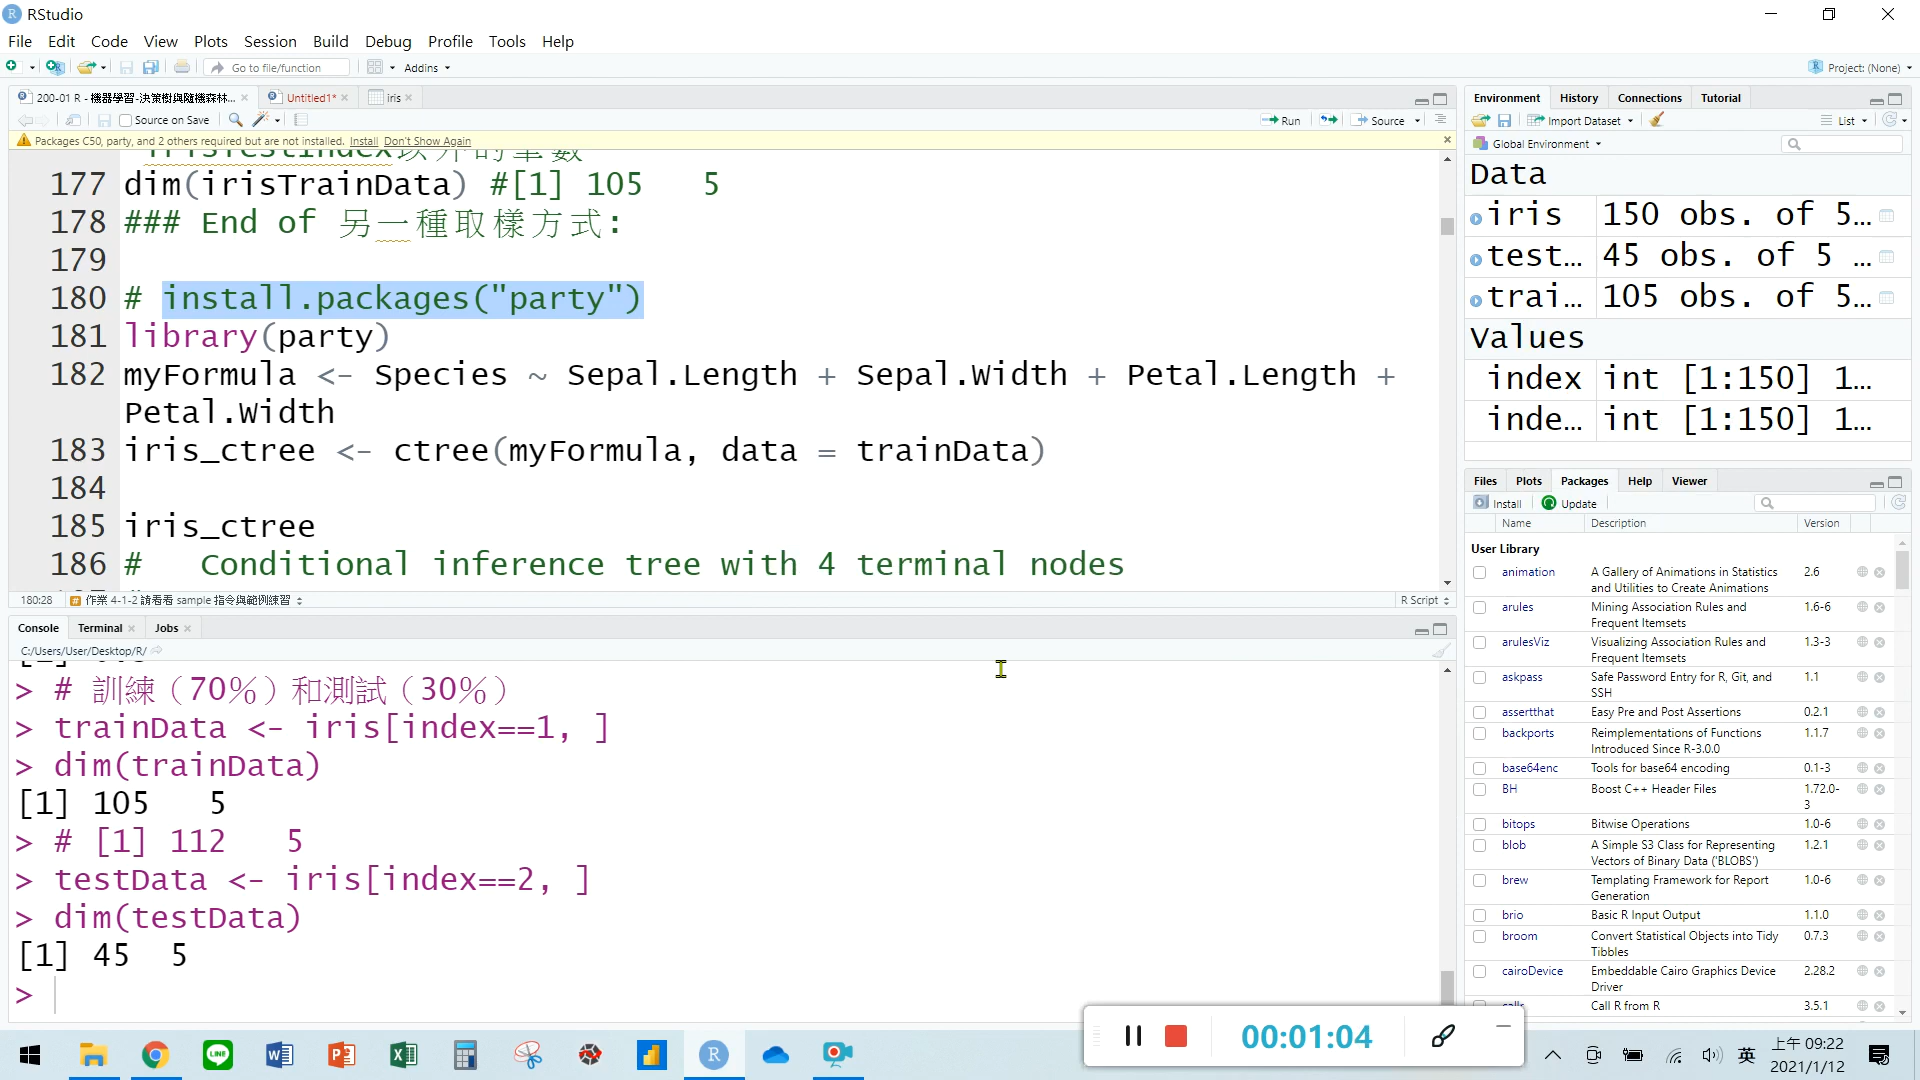 RStudio
File Edit Code View Plots Session Build Debug Profile Tools Help
Go to file/function Addins Project: (None)
200-01 R - 機器學習-決策樹與隨機森林... Untitled1* iris
Source on Save Run Source
Packages C50, party, and 2 others required but are not installed. Install Don't Show Again
177 dim(irisTrainData) #[1] 105 5
178 ### End of 另一種取樣方式:
179
180 # install.packages("party")
181 library(party)
182 myFormula <- Species ~ Sepal.Length + Sepal.Width + Petal.Length +
Petal.Width
183 iris_ctree <- ctree(myFormula, data = trainData)
184
185 iris_ctree
186 # Conditional inference tree with 4 terminal nodes
180:28 # 作業 4-1-2 請看看 sample 指令與範例練習 R Script
Console Terminal Jobs
C:/Users/User/Desktop/R/
> # 訓練（70%）和測試（30%）
> trainData <- iris[index==1, ]
> dim(trainData)
[1] 105 5
> # [1] 112 5
> testData <- iris[index==2, ]
> dim(testData)
[1] 45 5
>
Environment History Connections Tutorial
Import Dataset List
Global Environment
Data
iris 150 obs. of 5...
test... 45 obs. of 5 ...
trai... 105 obs. of 5...
Values
index int [1:150] 1...
inde... int [1:150] 1...
Files Plots Packages Help Viewer
Install Update
Name Description Version
User Library
animation A Gallery of Animations in Statistics and Utilities to Create Animations 2.6
arules Mining Association Rules and Frequent Itemsets 1.6-6
arulesViz Visualizing Association Rules and Frequent Itemsets 1.3-3
askpass Safe Password Entry for R, Git, and SSH 1.1
assertthat Easy Pre and Post Assertions 0.2.1
backports Reimplementations of Functions Introduced Since R-3.0.0 1.1.7
base64enc Tools for base64 encoding 0.1-3
BH Boost C++ Header Files 1.72.0-3
bitops Bitwise Operations 1.0-6
blob A Simple S3 Class for Representing Vectors of Binary Data ('BLOBS') 1.2.1
brew Templating Framework for Report Generation 1.0-6
brio Basic R Input Output 1.1.0
broom Convert Statistical Objects into Tidy Tibbles 0.7.3
cairoDevice Embeddable Cairo Graphics Device Driver 2.28.2
callr Call R from R 3.5.1
00:01:04
英 上午 09:22
2021/1/12